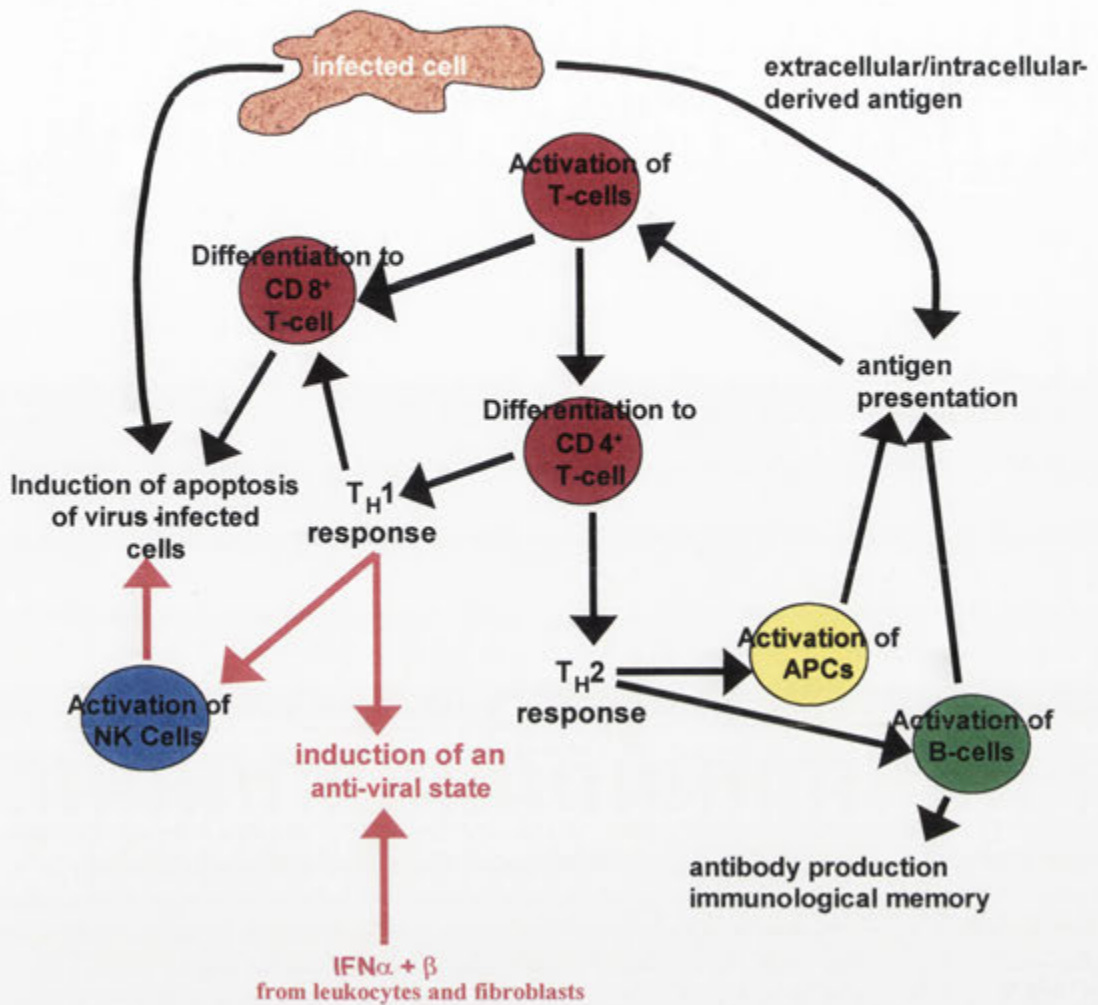 infected cell
extracellular/intracellular-
derived antigen
Activation of
T-cells
Differentiation to
CD 8⁺
T-cell
antigen
presentation
Differentiation to
CD 4⁺
T-cell
Induction of apoptosis
of virus-infected
cells
T_H1
response
Activation of
APCs
T_H2
response
Activation of
NK Cells
Activation of
B-cells
induction of an
anti-viral state
antibody production
immunological memory
IFNα + β
from leukocytes and fibroblasts